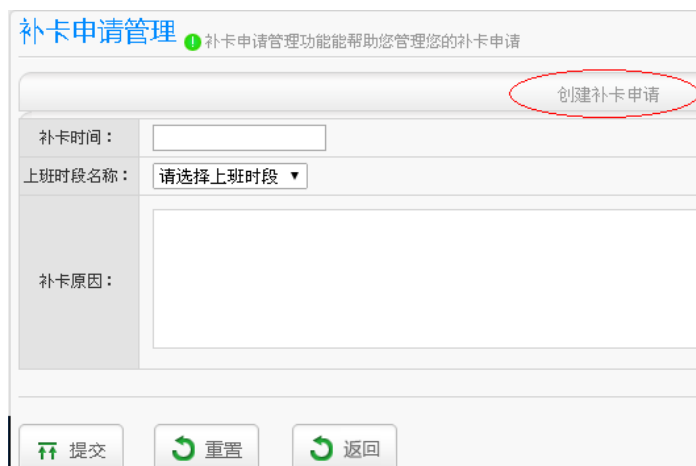 补卡申请管理 补卡申请管理功能能帮助您管理您的补卡申请
创建补卡申请
补卡时间：
上班时段名称： 请选择上班时段
补卡原因：
提交 重置 返回